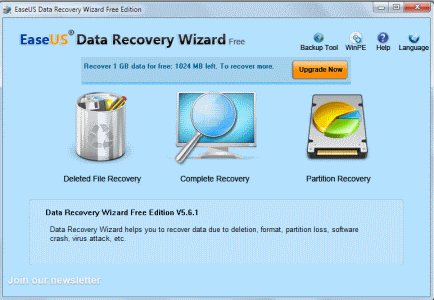 EaseUS Data Recovery Wizard Free Edition
EaseUS® Data Recovery Wizard Free
Backup Tool WinPE Help Language
Recover 1 GB data for free: 1024 MB left. To recover more. Upgrade Now
Deleted File Recovery Complete Recovery Partition Recovery
Data Recovery Wizard Free Edition V5.6.1
Data Recovery Wizard helps you to recover data due to deletion, format, partition loss, software
crash, virus attack, etc.
Join our newsletter